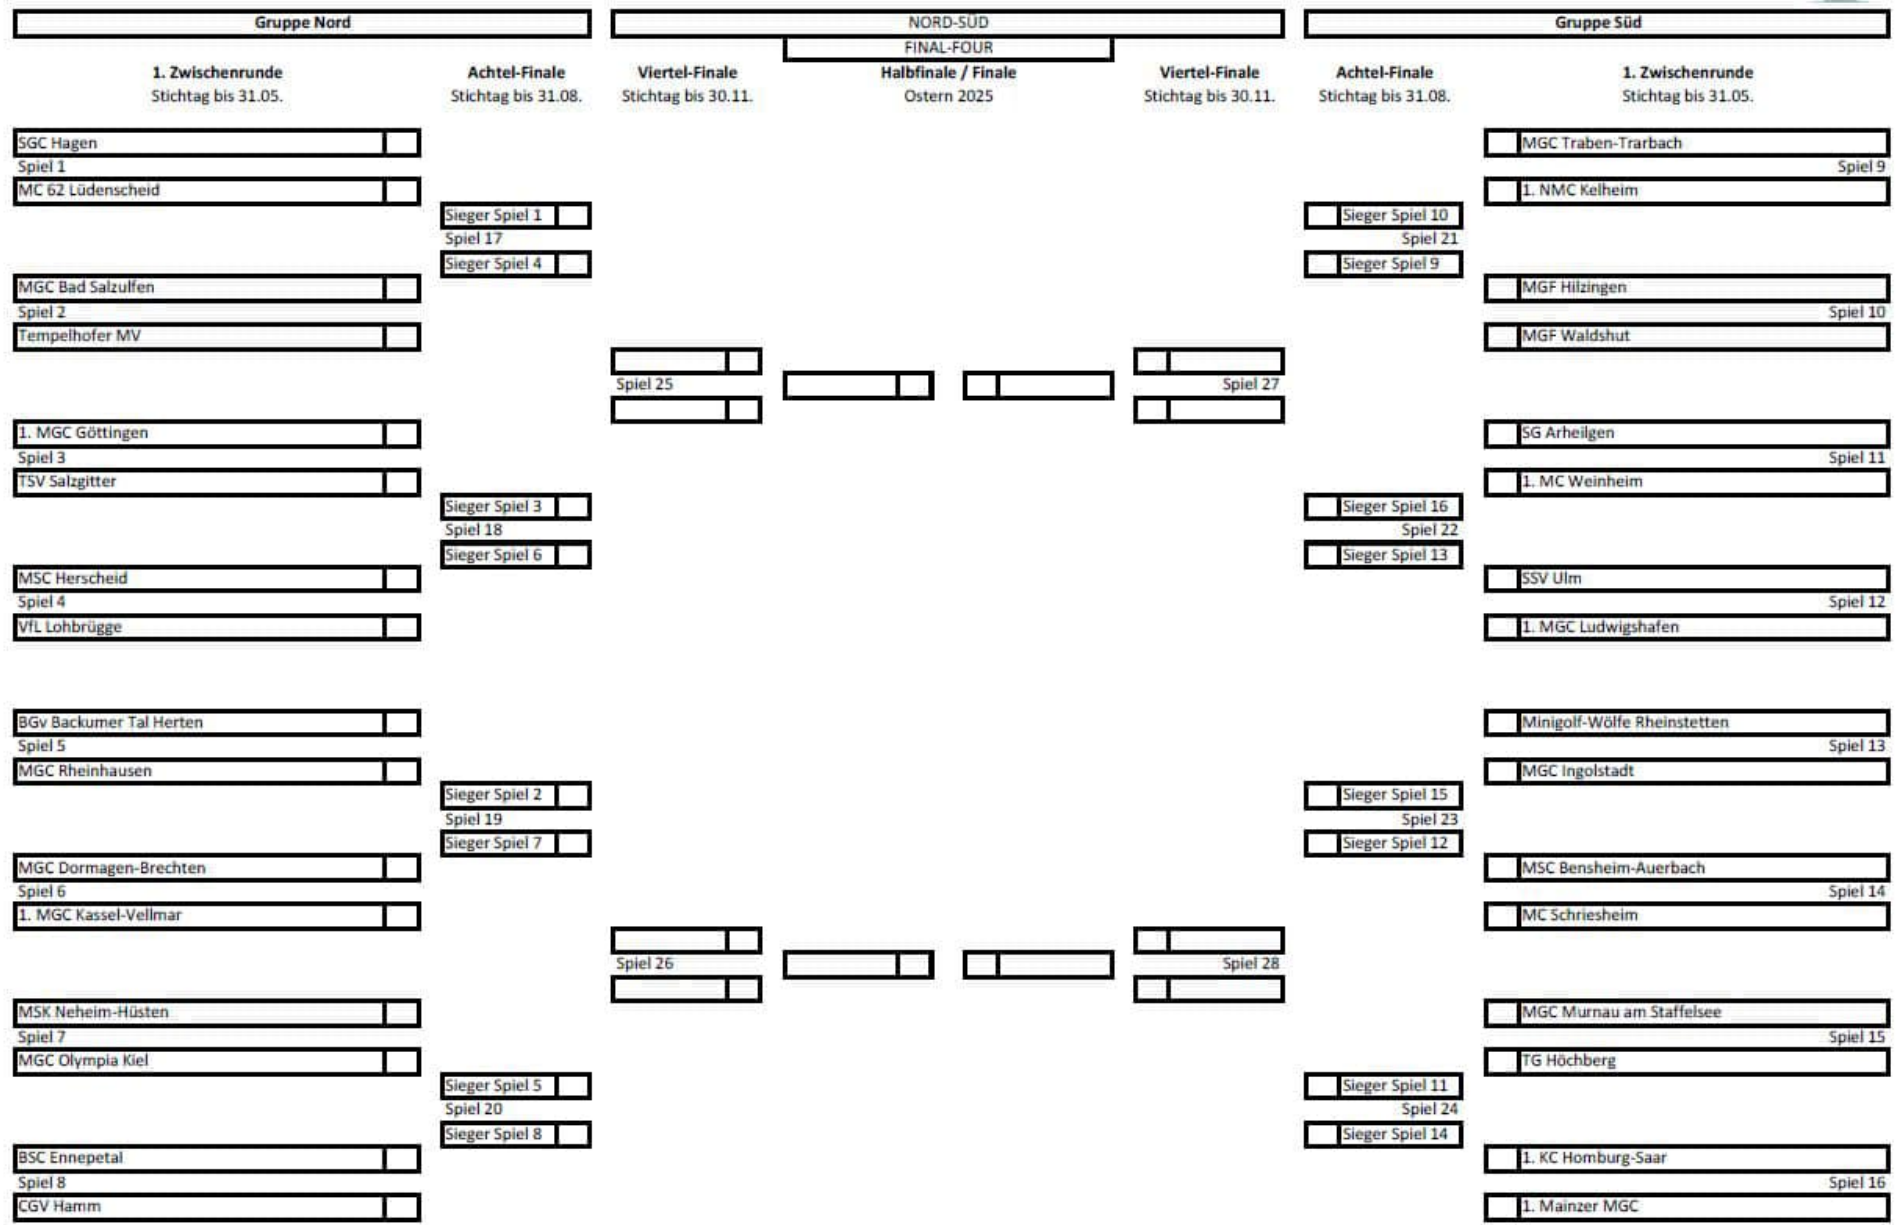 Gruppe Nord
NORD-SÜD
Gruppe Süd
FINAL-FOUR
1. Zwischenrunde
Stichtag bis 31.05.
Achtel-Finale
Stichtag bis 31.08.
Viertel-Finale
Stichtag bis 30.11.
Halbfinale / Finale
Ostern 2025
Viertel-Finale
Stichtag bis 30.11.
Achtel-Finale
Stichtag bis 31.08.
1. Zwischenrunde
Stichtag bis 31.05.
SGC Hagen
Spiel 1
MC 62 Lüdenscheid
MGC Bad Salzulfen
Spiel 2
Tempelhofer MV
1. MGC Göttingen
Spiel 3
TSV Salzgitter
MSC Herscheid
Spiel 4
VfL Lohbrügge
BGv Backumer Tal Herten
Spiel 5
MGC Rheinhausen
MGC Dormagen-Brechten
Spiel 6
1. MGC Kassel-Vellmar
MSK Neheim-Hüsten
Spiel 7
MGC Olympia Kiel
BSC Ennepetal
Spiel 8
CGV Hamm
Sieger Spiel 1
Spiel 17
Sieger Spiel 4
Sieger Spiel 3
Spiel 18
Sieger Spiel 6
Sieger Spiel 2
Spiel 19
Sieger Spiel 7
Sieger Spiel 5
Spiel 20
Sieger Spiel 8
Spiel 25
Spiel 26
Spiel 27
Spiel 28
Sieger Spiel 10
Spiel 21
Sieger Spiel 9
Sieger Spiel 16
Spiel 22
Sieger Spiel 13
Sieger Spiel 15
Spiel 23
Sieger Spiel 12
Sieger Spiel 11
Spiel 24
Sieger Spiel 14
MGC Traben-Trarbach
Spiel 9
1. NMC Kelheim
MGF Hilzingen
Spiel 10
MGF Waldshut
SG Arheilgen
Spiel 11
1. MC Weinheim
SSV Ulm
Spiel 12
1. MGC Ludwigshafen
Minigolf-Wölfe Rheinstetten
Spiel 13
MGC Ingolstadt
MSC Bensheim-Auerbach
Spiel 14
MC Schriesheim
MGC Murnau am Staffelsee
Spiel 15
TG Höchberg
1. KC Homburg-Saar
Spiel 16
1. Mainzer MGC